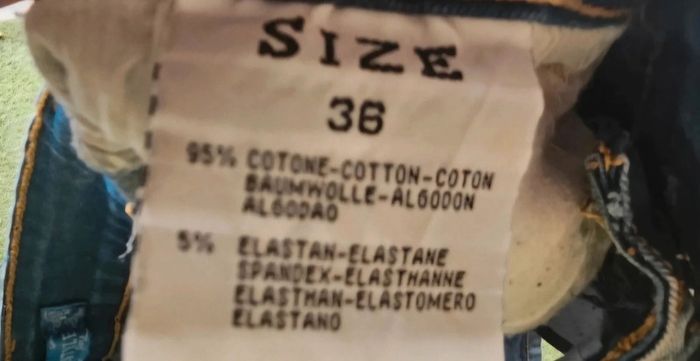 SIZE
36
95% COTONE-COTTON-COTON
BAUMWOLLE-ALGODON
ALGODAO
5% ELASTAN-ELASTANE
SPANDEX-ELASTHANNE
ELASTHAN-ELASTOMERO
ELASTANO